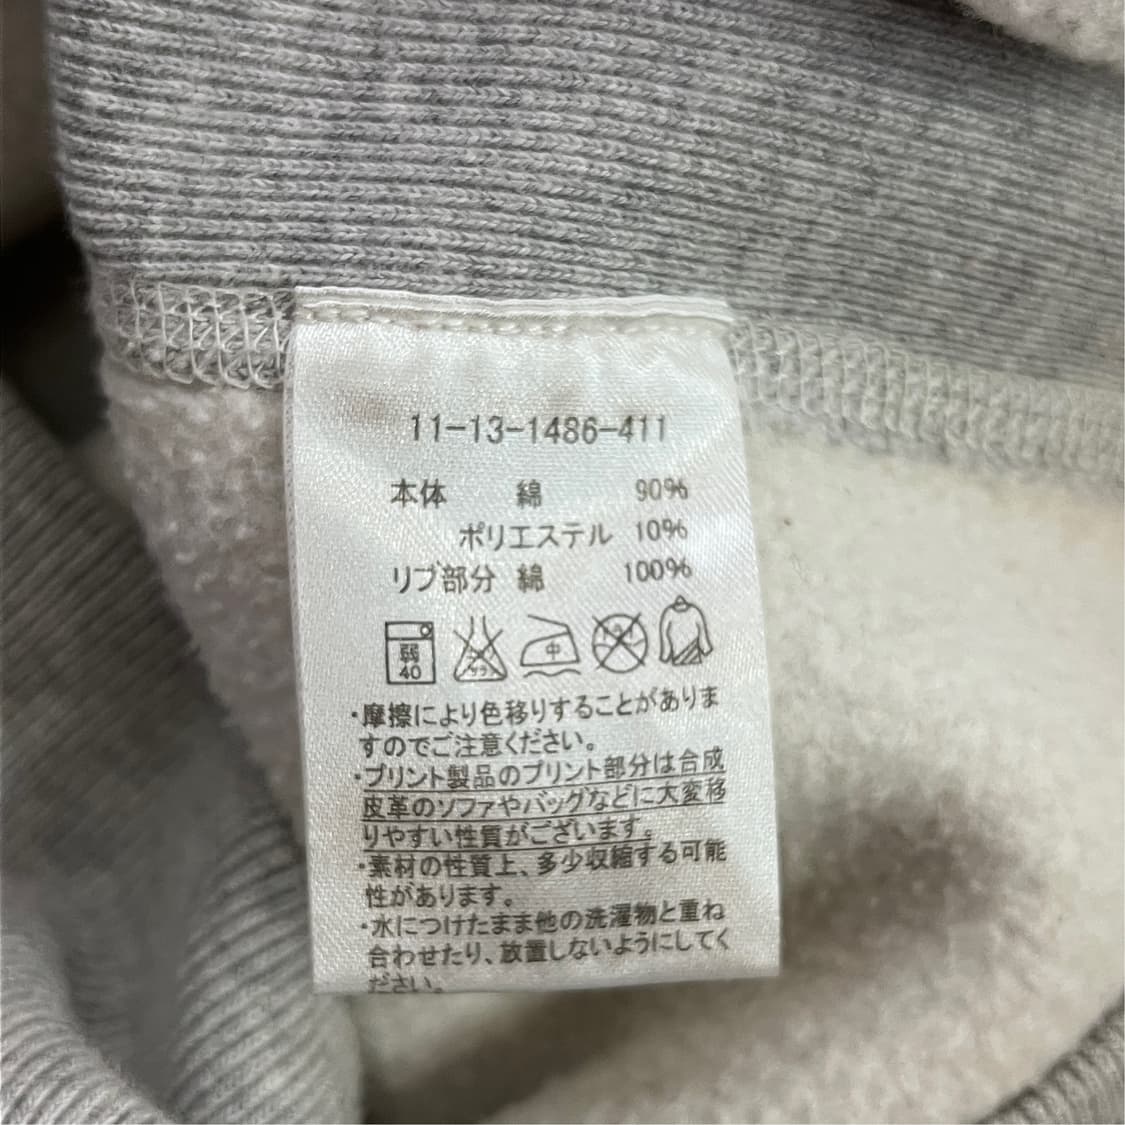 11-13-1486-411
本体 綿 90%
ポリエステル 10%
リブ部分 綿 100%
弱 40
中
・摩擦により色移りすることがありま
すのでご注意ください。
・プリント製品のプリント部分は合成
皮革のソファやバッグなどに大変移
りやすい性質がございます。
・素材の性質上、多少収縮する可能
性があります。
・水につけたまま他の洗濯物と重ね
合わせたり、放置しないようにしてく
ださい。